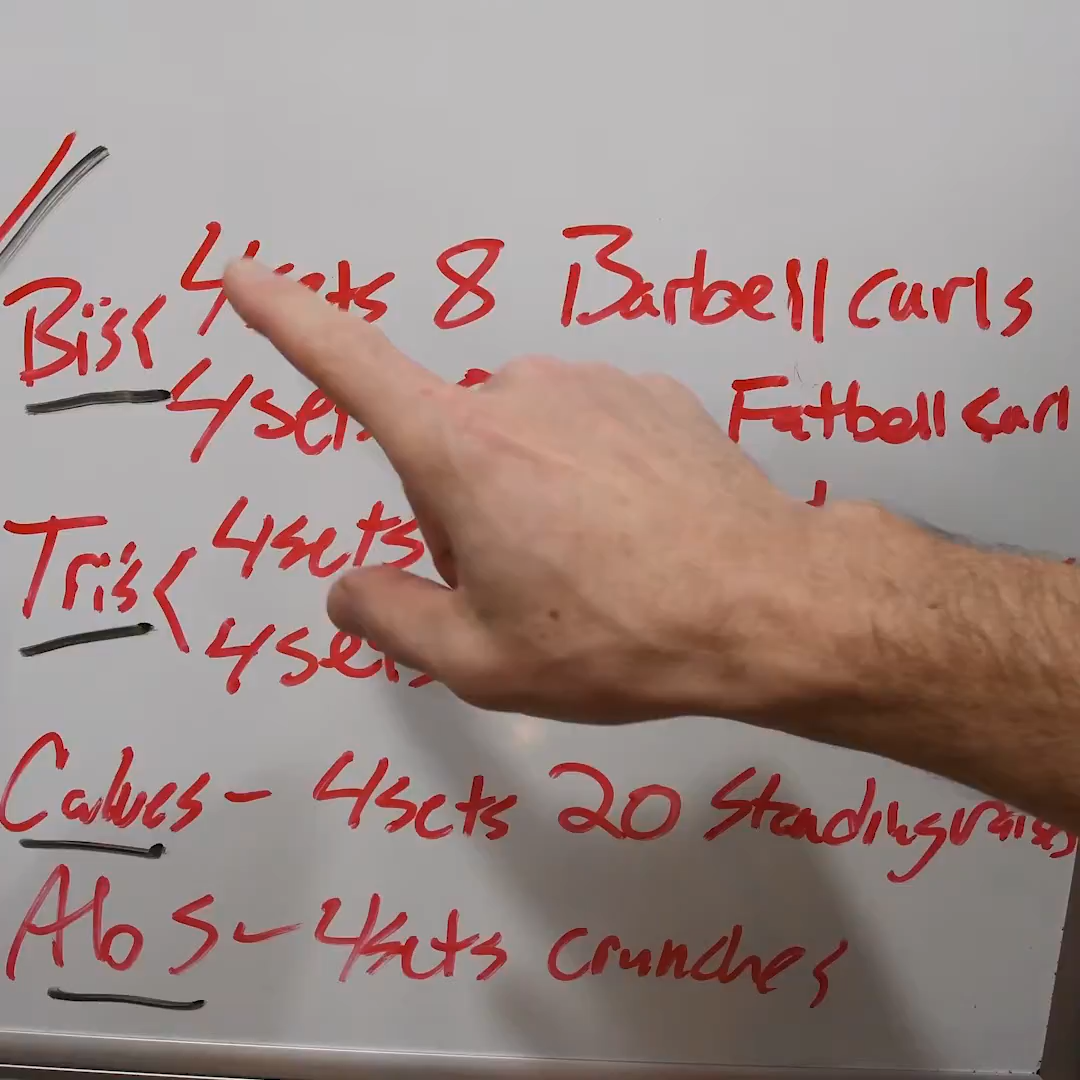 Bis < 4 sets 8 Barbell curls
4 sets Fatbell curl
Tris < 4 sets
4 sets
Calves - 4 sets 20 Standing raises
Abs - 4 sets crunches